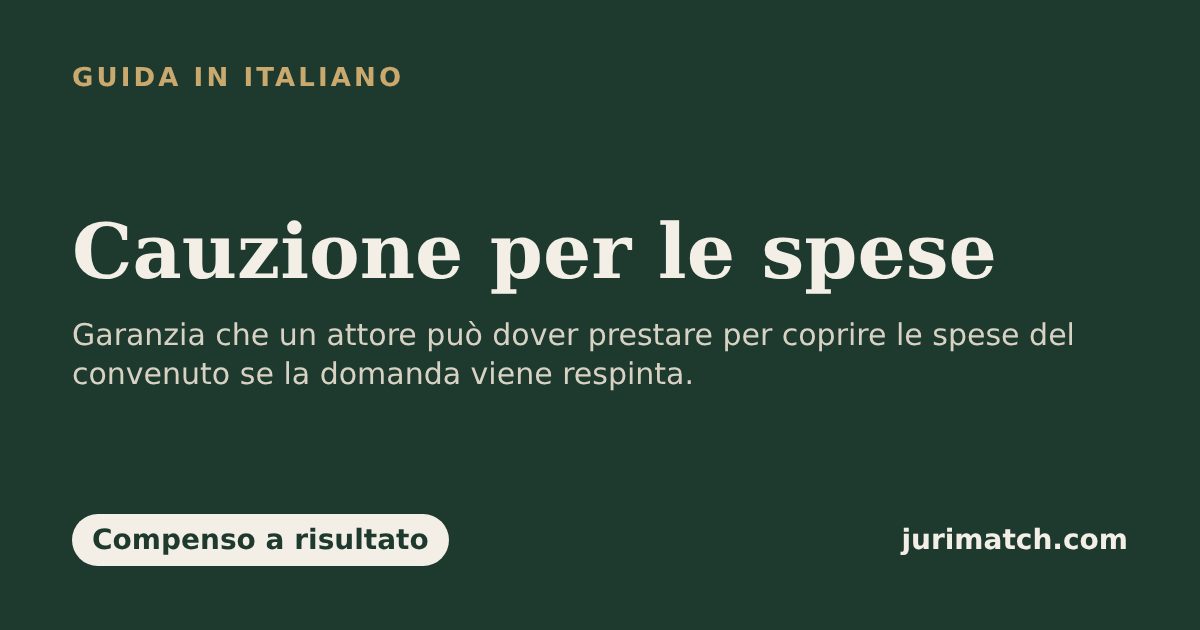 GUIDA IN ITALIANO
Cauzione per le spese
Garanzia che un attore può dover prestare per coprire le spese del
convenuto se la domanda viene respinta.
Compenso a risultato
jurimatch.com